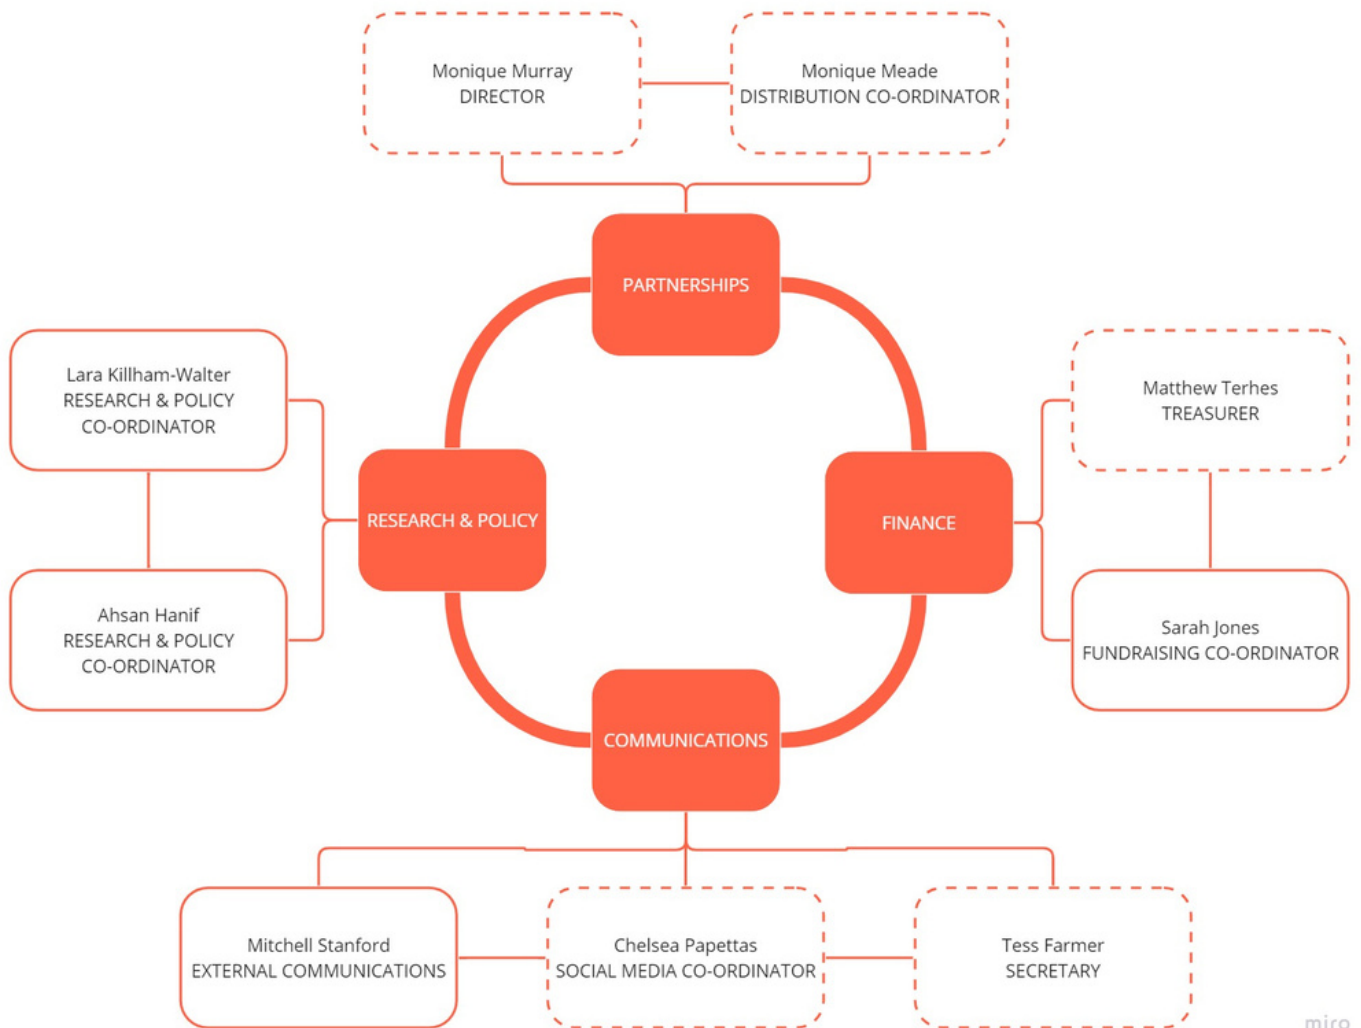 Monique Murray
DIRECTOR
Monique Meade
DISTRIBUTION CO-ORDINATOR
PARTNERSHIPS
Lara Killham-Walter
RESEARCH & POLICY
CO-ORDINATOR
Matthew Terhes
TREASURER
RESEARCH & POLICY
FINANCE
Ahsan Hanif
RESEARCH & POLICY
CO-ORDINATOR
Sarah Jones
FUNDRAISING CO-ORDINATOR
COMMUNICATIONS
Mitchell Stanford
EXTERNAL COMMUNICATIONS
Chelsea Papettas
SOCIAL MEDIA CO-ORDINATOR
Tess Farmer
SECRETARY
miro